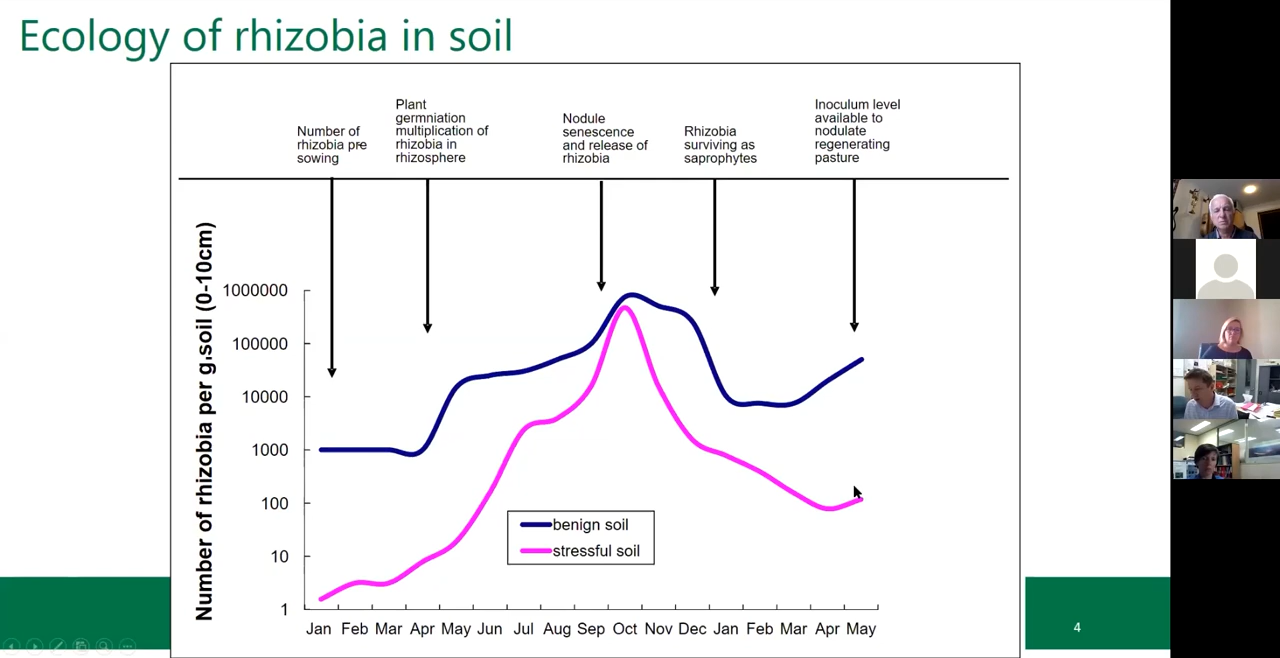 Ecology of rhizobia in soil
Number of
rhizobia pre
sowing
Plant
germniation
multiplication of
rhizobia in
rhizosphere
Nodule
senescence
and release of
rhizobia
Rhizobia
surviving as
saprophytes
Inoculum level
available to
nodulate
regenerating
pasture
Number of rhizobia per g soil (0-10cm)
1000000
100000
10000
1000
100
10
1
benign soil
stressful soil
Jan Feb Mar Apr May Jun Jul Aug Sep Oct Nov Dec Jan Feb Mar Apr May
4